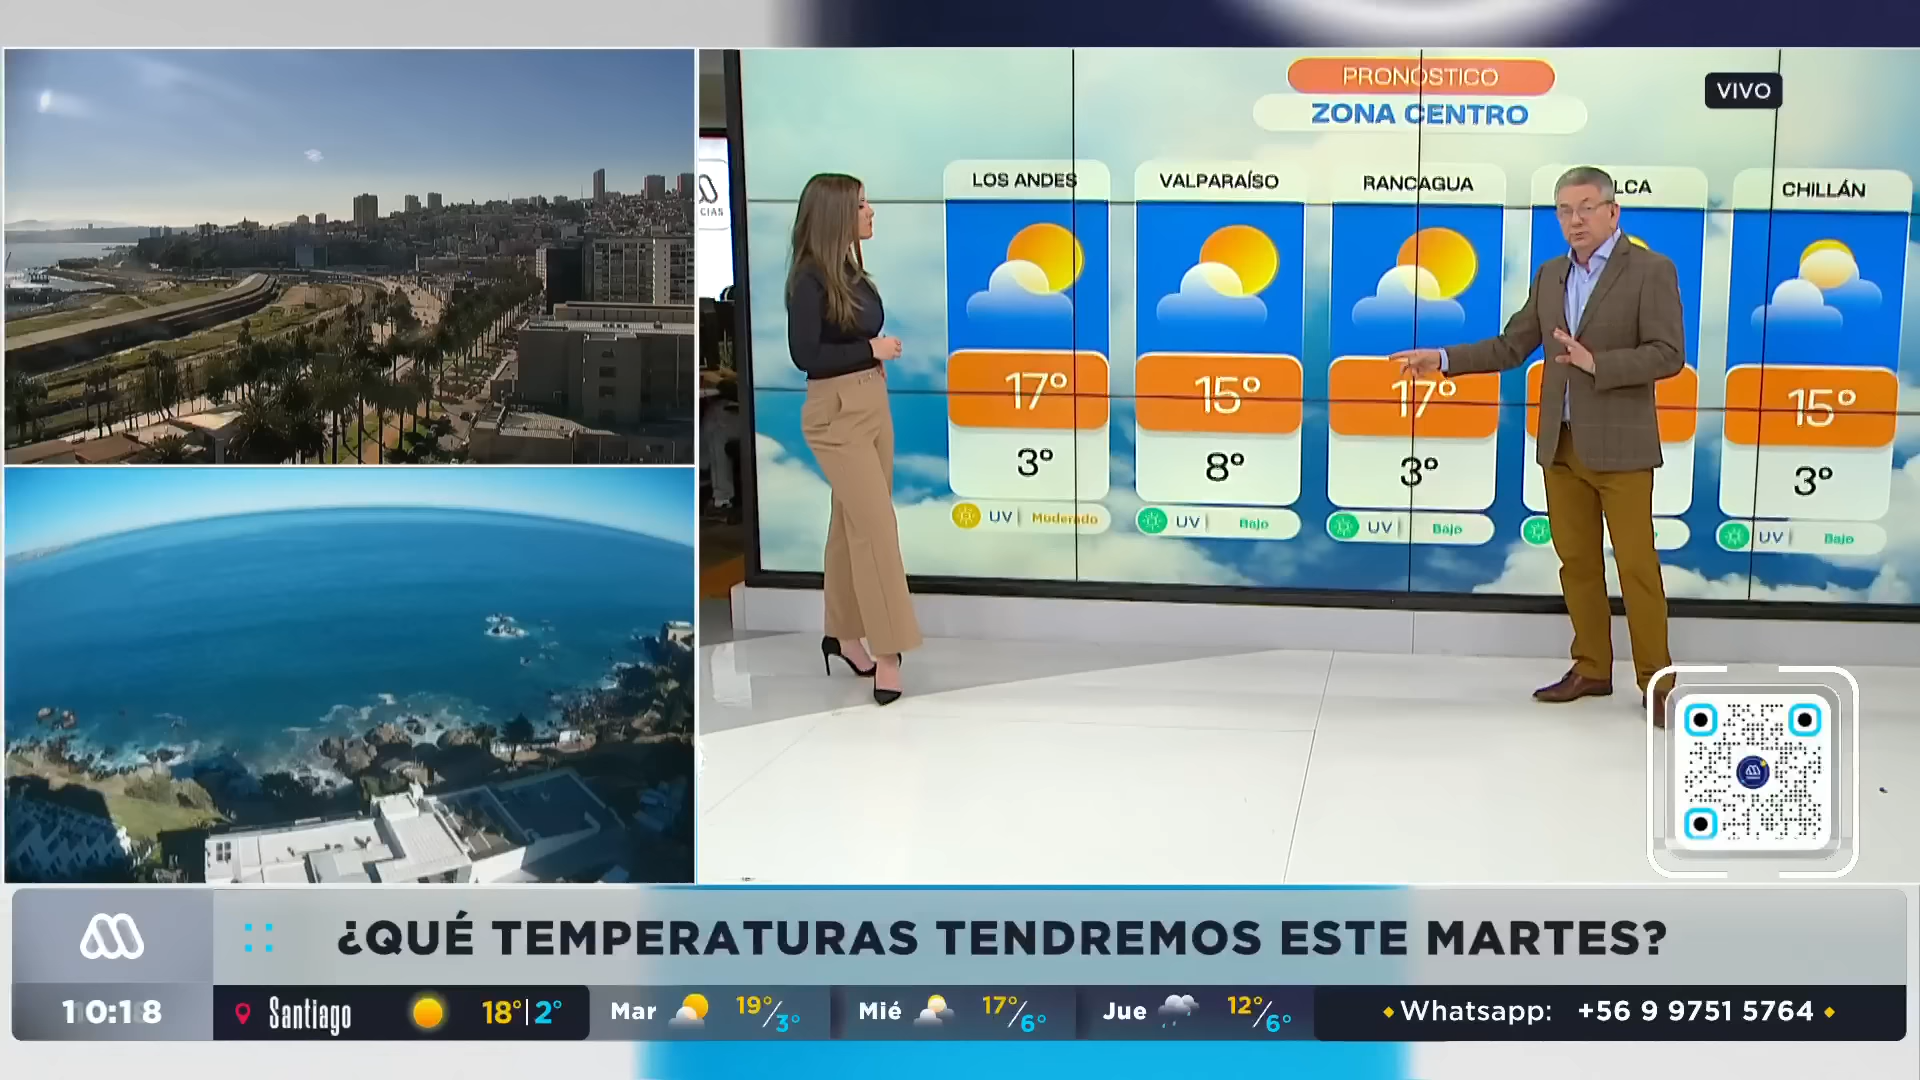 PRONÓSTICO
ZONA CENTRO
VIVO
CIAS
LOS ANDES
17°
3°
UV Moderado
VALPARAÍSO
15°
8°
UV Bajo
RANCAGUA
17°
3°
UV Bajo
LCA
CHILLÁN
15°
3°
UV Bajo
¿QUÉ TEMPERATURAS TENDREMOS ESTE MARTES?
10:18
Santiago 18° | 2°
Mar 19°/3°
Mié 17°/6°
Jue 12°/6°
Whatsapp: +56 9 9751 5764